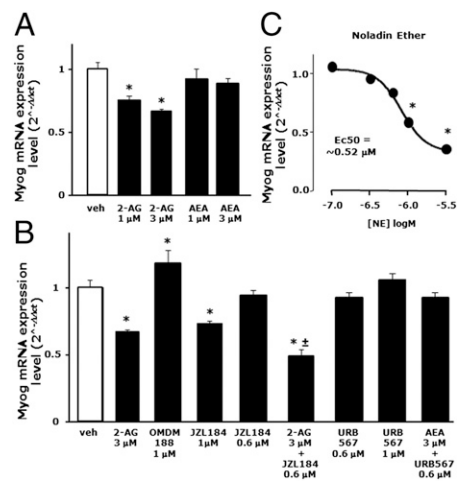 A
Myog mRNA expression
level (2^-ΔΔct)
1
0.5
0
*
*
veh
2-AG
1 µM
2-AG
3 µM
AEA
1 µM
AEA
3 µM
C
Noladin Ether
Myog mRNA expression
level (2^-ΔΔct)
1.0
0.5
0.0
*
*
Ec50 =
~0.52 µM
-7.0
-6.5
-6.0
-5.5
[NE] logM
B
Myog mRNA expression
level (2^-ΔΔct)
1
0.5
0
*
*
*
* ±
veh
2-AG
3 µM
OMDM
188
1 µM
JZL184
1µM
JZL184
0.6 µM
2-AG
3 µM
+
JZL184
0.6 µM
URB
567
0.6 µM
URB
567
1 µM
AEA
3 µM
+
URB567
0.6 µM